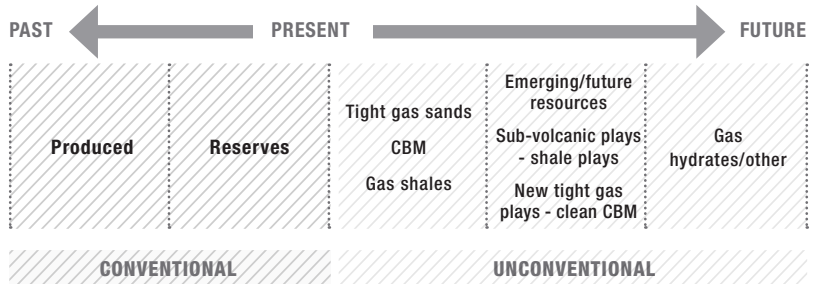 PAST PRESENT FUTURE
Produced
Reserves
Tight gas sands
CBM
Gas shales
Emerging/future
resources
Sub-volcanic plays
- shale plays
New tight gas
plays - clean CBM
Gas
hydrates/other
CONVENTIONAL
UNCONVENTIONAL